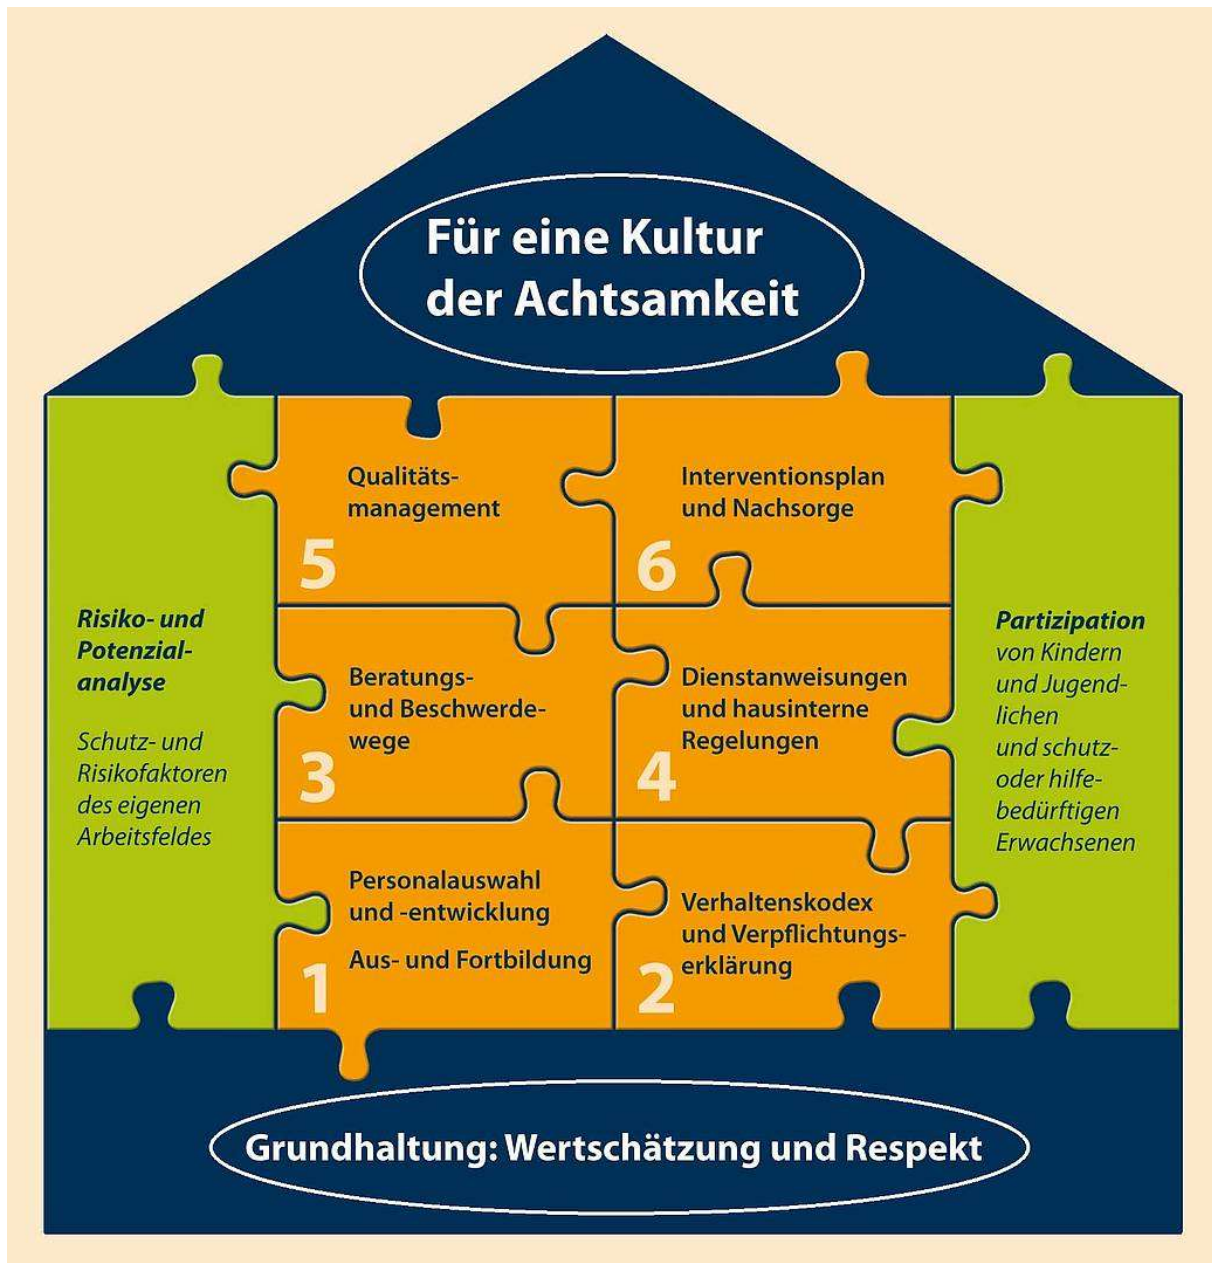 Für eine Kultur
der Achtsamkeit
Risiko- und
Potenzial-
analyse
Schutz- und
Risikofaktoren
des eigenen
Arbeitsfeldes
Qualitäts-
management
5
Interventionsplan
und Nachsorge
6
Beratungs-
und Beschwerde-
wege
3
Dienstanweisungen
und hausinterne
Regelungen
4
Personalauswahl
und -entwicklung
Aus- und Fortbildung
1
Verhaltenskodex
und Verpflichtungs-
erklärung
2
Partizipation
von Kindern
und Jugend-
lichen
und schutz-
oder hilfe-
bedürftigen
Erwachsenen
Grundhaltung: Wertschätzung und Respekt